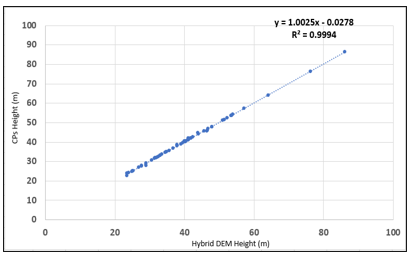 y = 1.0025x - 0.0278
R² = 0.9994
100
90
80
70
60
50
40
30
20
10
0
CPs Height (m)
0 20 40 60 80 100
Hybrid DEM Height (m)